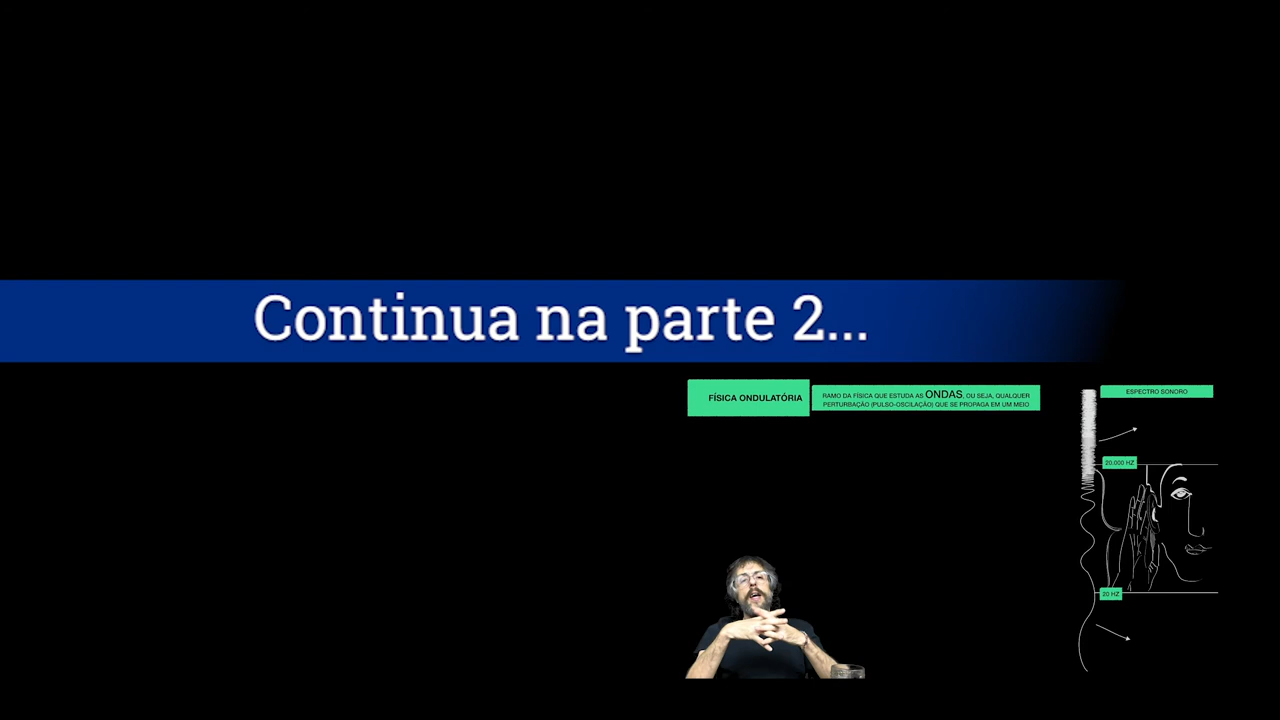 Continua na parte 2...
FÍSICA ONDULATÓRIA
RAMO DA FÍSICA QUE ESTUDA AS ONDAS, OU SEJA, QUALQUER
PERTURBAÇÃO (PULSO-OSCILAÇÃO) QUE SE PROPAGA EM UM MEIO
ESPECTRO SONORO
20.000 HZ
20 HZ